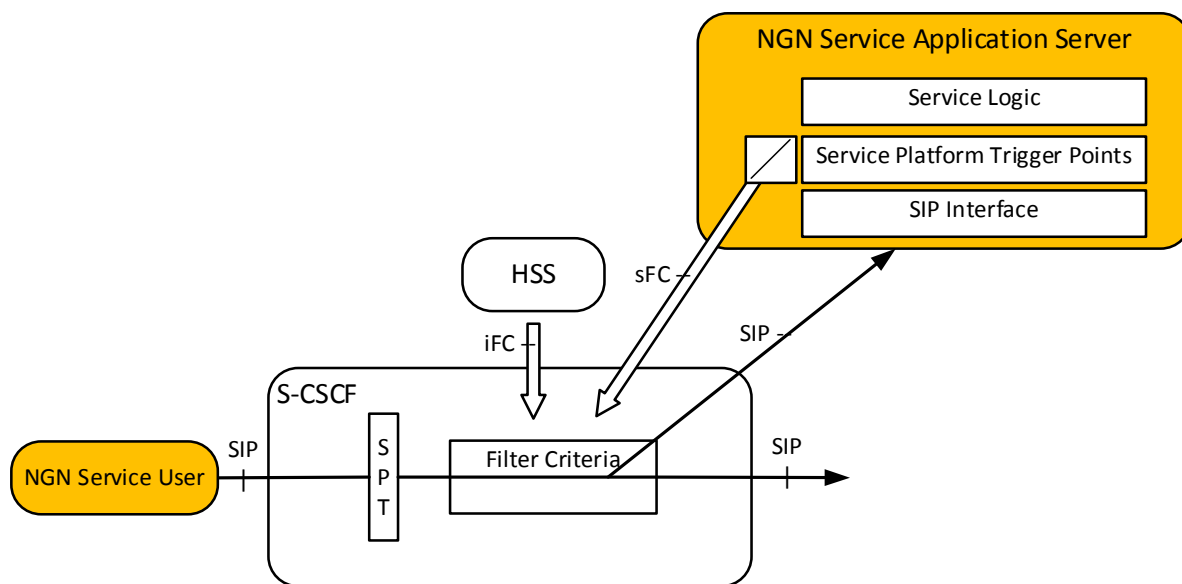 NGN Service Application Server
Service Logic
Service Platform Trigger Points
SIP Interface
HSS
sFC
SIP
iFC
S-CSCF
SIP
S
P
T
Filter Criteria
SIP
NGN Service User